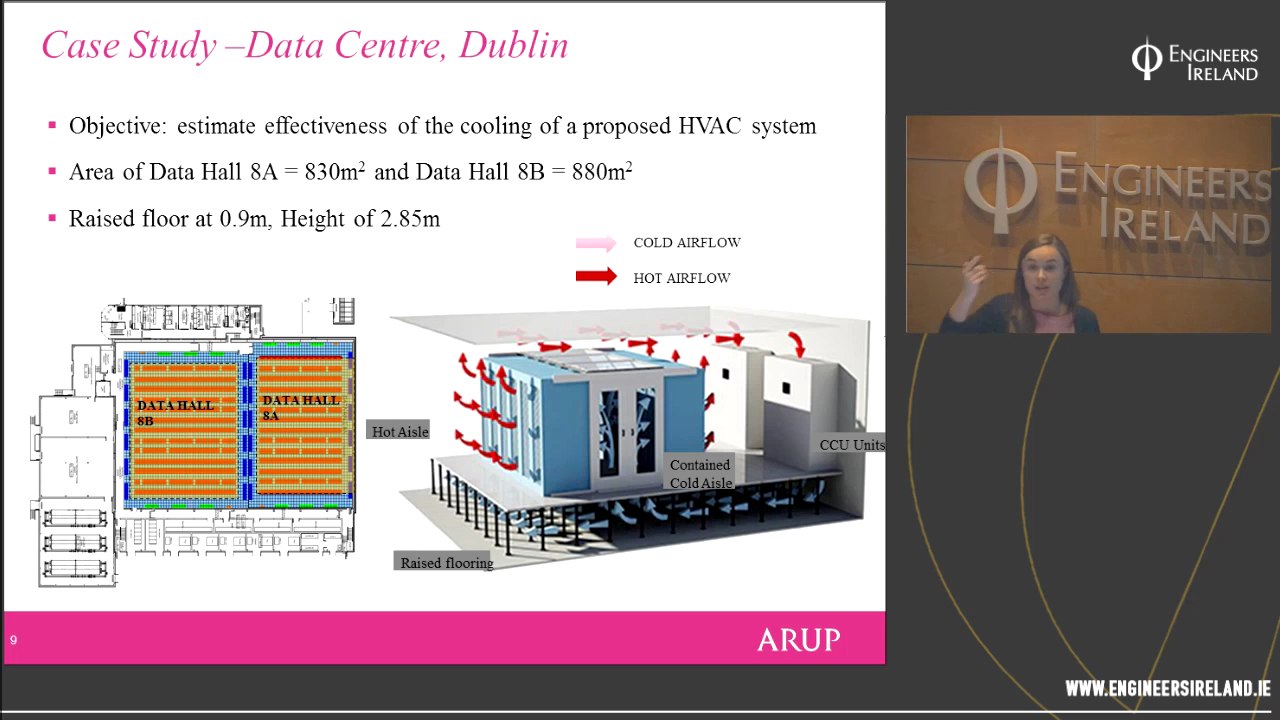 Case Study –Data Centre, Dublin
Objective: estimate effectiveness of the cooling of a proposed HVAC system
Area of Data Hall 8A = 830m² and Data Hall 8B = 880m²
Raised floor at 0.9m, Height of 2.85m
COLD AIRFLOW
HOT AIRFLOW
DATA HALL
8B
DATA HALL
8A
Hot Aisle
CCU Units
Contained
Cold Aisle
Raised flooring
9
ARUP
ENGINEERS
IRELAND
ENGINEERS
IRELAND
WWW.ENGINEERSIRELAND.IE